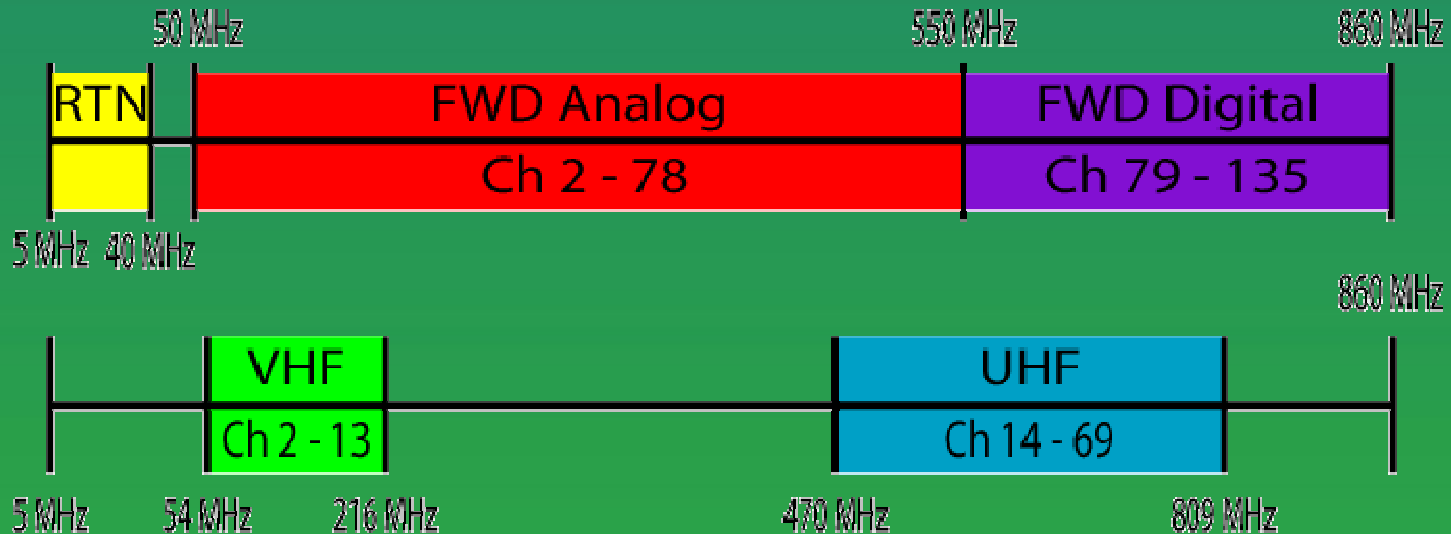 50 MHz 550 MHz 860 MHz
RTN FWD Analog FWD Digital
Ch 2 - 78 Ch 79 - 135
5 MHz 40 MHz
860 MHz
VHF UHF
Ch 2 - 13 Ch 14 - 69
5 MHz 54 MHz 216 MHz 470 MHz 809 MHz